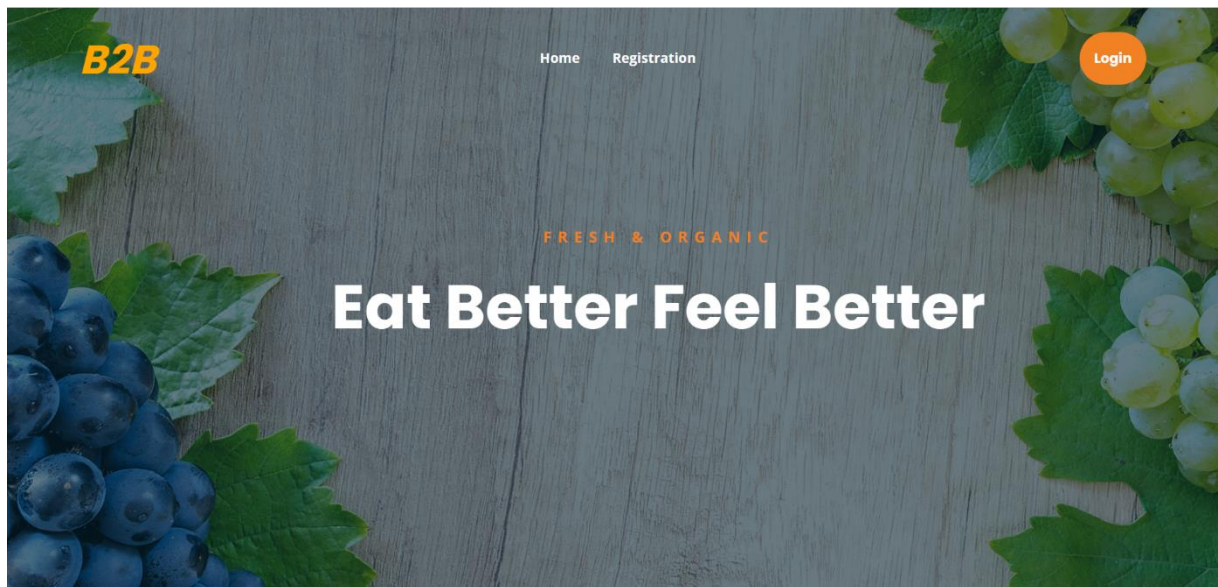 B2B
Home Registration
Login
FRESH & ORGANIC
Eat Better Feel Better